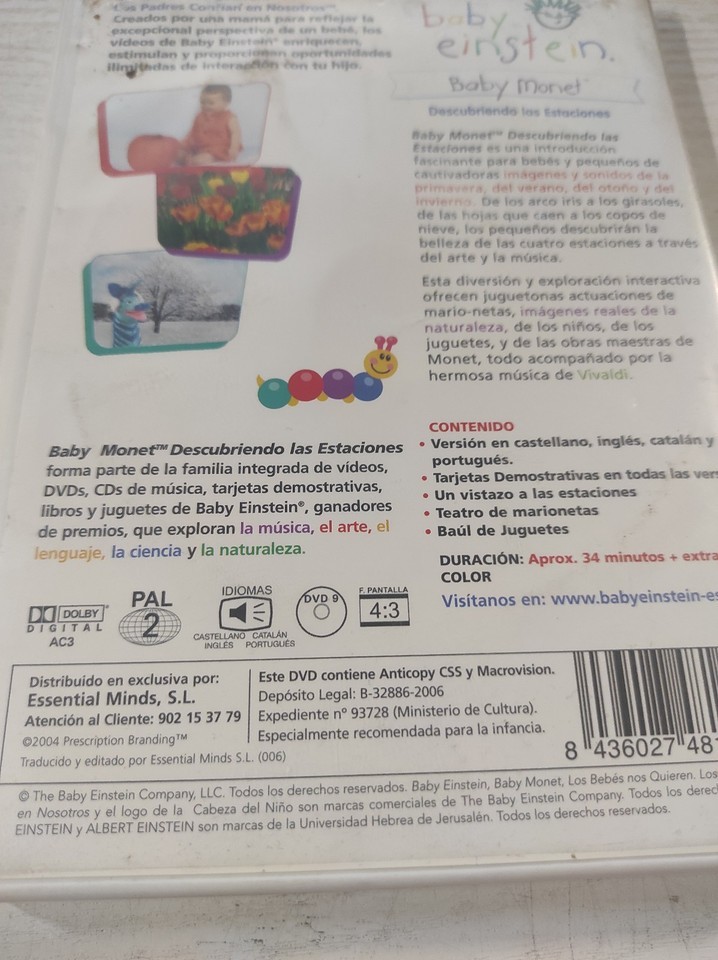 Los Padres Confían en Nosotros™
Creados por una mamá para reflejar la
excepcional perspectiva de un bebé, los
vídeos de Baby Einstein® enriquecen,
estimulan y proporcionan oportunidades
ilimitadas de interacción con tu hijo.
baby
einstein.
Baby Monet™
Descubriendo las Estaciones
Baby Monet™ Descubriendo las
Estaciones es una introducción
fascinante para bebés y pequeños de
cautivadoras imágenes y sonidos de la
primavera, del verano, del otoño y del
invierno. De los arco iris a los girasoles,
de las hojas que caen a los copos de
nieve, los pequeños descubrirán la
belleza de las cuatro estaciones a través
del arte y la música.
Esta diversión y exploración interactiva
ofrecen juguetonas actuaciones de
mario-netas, imágenes reales de la
naturaleza, de los niños, de los
juguetes, y de las obras maestras de
Monet, todo acompañado por la
hermosa música de Vivaldi.
Baby Monet™ Descubriendo las Estaciones
forma parte de la familia integrada de vídeos,
DVDs, CDs de música, tarjetas demostrativas,
libros y juguetes de Baby Einstein®, ganadores
de premios, que exploran la música, el arte, el
lenguaje, la ciencia y la naturaleza.
CONTENIDO
• Versión en castellano, inglés, catalán y
portugués.
• Tarjetas Demostrativas en todas las vers
• Un vistazo a las estaciones
• Teatro de marionetas
• Baúl de Juguetes
DURACIÓN: Aprox. 34 minutos + extra
COLOR
Visítanos en: www.babyeinstein-es
DOLBY
DIGITAL
AC3
PAL
2
IDIOMAS
CASTELLANO CATALÁN
INGLÉS PORTUGUÉS
DVD 9
F. PANTALLA
4:3
Distribuido en exclusiva por:
Essential Minds, S.L.
Atención al Cliente: 902 15 37 79
©2004 Prescription Branding™
Traducido y editado por Essential Minds S.L. (006)
Este DVD contiene Anticopy CSS y Macrovision.
Depósito Legal: B-32886-2006
Expediente nº 93728 (Ministerio de Cultura).
Especialmente recomendada para la infancia.
8 436027 481
© The Baby Einstein Company, LLC. Todos los derechos reservados. Baby Einstein, Baby Monet, Los Bebés nos Quieren. Los
en Nosotros y el logo de la Cabeza del Niño son marcas comerciales de The Baby Einstein Company. Todos los derec
EINSTEIN y ALBERT EINSTEIN son marcas de la Universidad Hebrea de Jerusalén. Todos los derechos reservados.